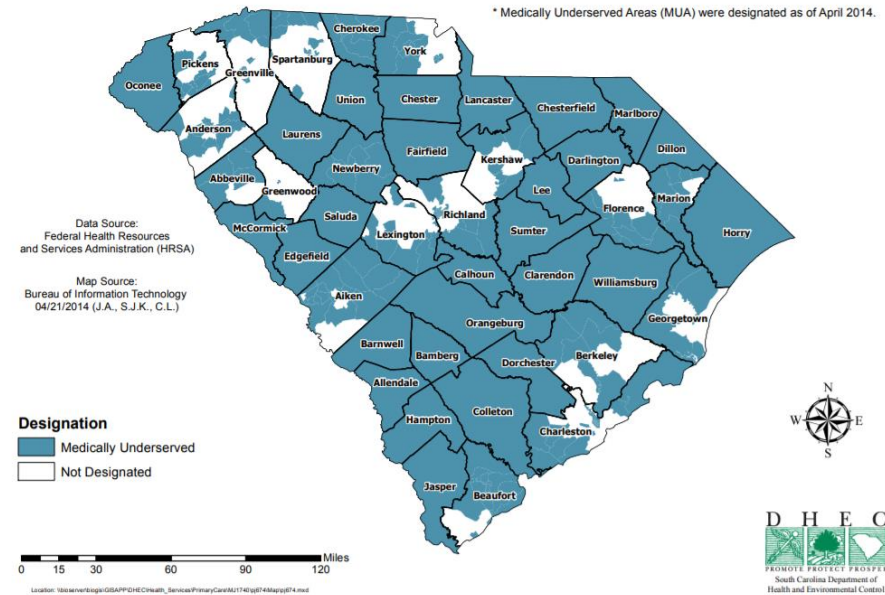 * Medically Underserved Areas (MUA) were designated as of April 2014.
Cherokee
York
Pickens
Spartanburg
Greenville
Oconee
Union
Chester
Lancaster
Chesterfield
Marlboro
Anderson
Laurens
Dillon
Fairfield
Kershaw
Darlington
Newberry
Abbeville
Greenwood
Lee
Marion
Florence
Richland
Saluda
McCormick
Lexington
Sumter
Horry
Edgefield
Calhoun
Clarendon
Williamsburg
Aiken
Georgetown
Orangeburg
Barnwell
Bamberg
Dorchester
Berkeley
Allendale
Colleton
Hampton
Charleston
Jasper
Beaufort
Data Source:
Federal Health Resources
and Services Administration (HRSA)
Map Source:
Bureau of Information Technology
04/21/2014 (J.A., S.J.K., C.L.)
Designation
Medically Underserved
Not Designated
N
W E
S
Miles
0 15 30 60 90 120
D H E C
PROMOTE PROTECT PROSPER
South Carolina Department of
Health and Environmental Control